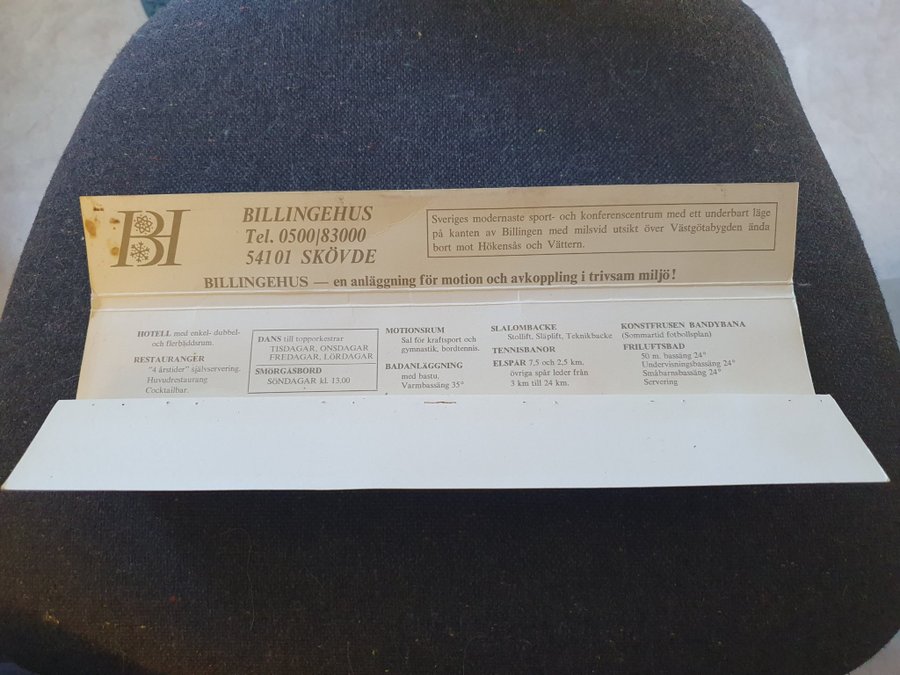 BI
BILLINGEHUS
Tel. 0500/83000
54101 SKÖVDE
Sveriges modernaste sport- och konferenscentrum med ett underbart läge
på kanten av Billingen med milsvid utsikt över Västgötabygden ända
bort mot Hökensås och Vättern.
BILLINGEHUS — en anläggning för motion och avkoppling i trivsam miljö!
HOTELL med enkel- dubbel-
och flerbäddsrum.
RESTAURANGER
"4 årstider" självservering.
Huvudrestaurang
Cocktailbar.
DANS till topporkestrar
TISDAGAR, ONSDAGAR
FREDAGAR, LÖRDAGAR
SMÖRGÅSBORD
SÖNDAGAR kl. 13.00
MOTIONSRUM
Sal för kraftsport och
gymnastik, bordtennis.
BADANLÄGGNING
med bastu.
Varmbassäng 35°
SLALOMBACKE
Stollift, Släplift, Teknikbacke
TENNISBANOR
ELSPÅR 7,5 och 2,5 km.
övriga spår leder från
3 km till 24 km.
KONSTFRUSEN BANDYBANA
(Sommartid fotbollsplan)
FRILUFTSBAD
50 m. bassäng 24°
Undervisningsbassäng 24°
Småbarnsbassäng 24°
Servering